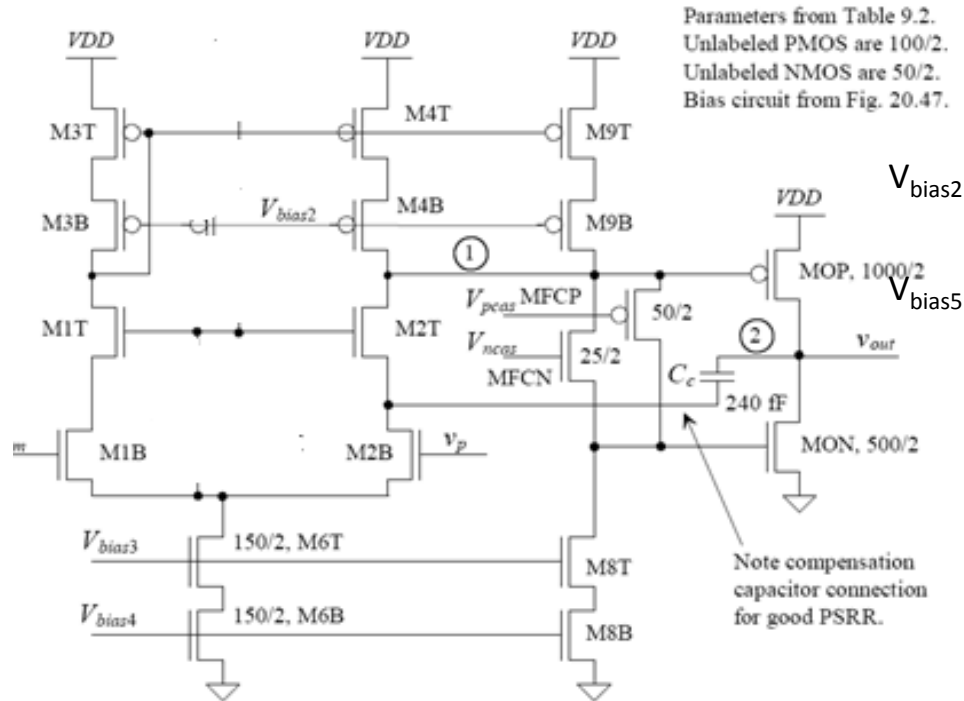 Parameters from Table 9.2.
Unlabeled PMOS are 100/2.
Unlabeled NMOS are 50/2.
Bias circuit from Fig. 20.47.
VDD
VDD
VDD
M3T
M4T
M9T
Vbias2
M3B
Vbias2
M4B
M9B
VDD
1
MOP, 1000/2
Vbias5
Vpcas
MFCP
50/2
M1T
M2T
Vncas
25/2
MFCN
2
vout
Cc
240 fF
m
M1B
M2B
vp
MON, 500/2
Vbias3
150/2, M6T
M8T
Vbias4
150/2, M6B
M8B
Note compensation
capacitor connection
for good PSRR.